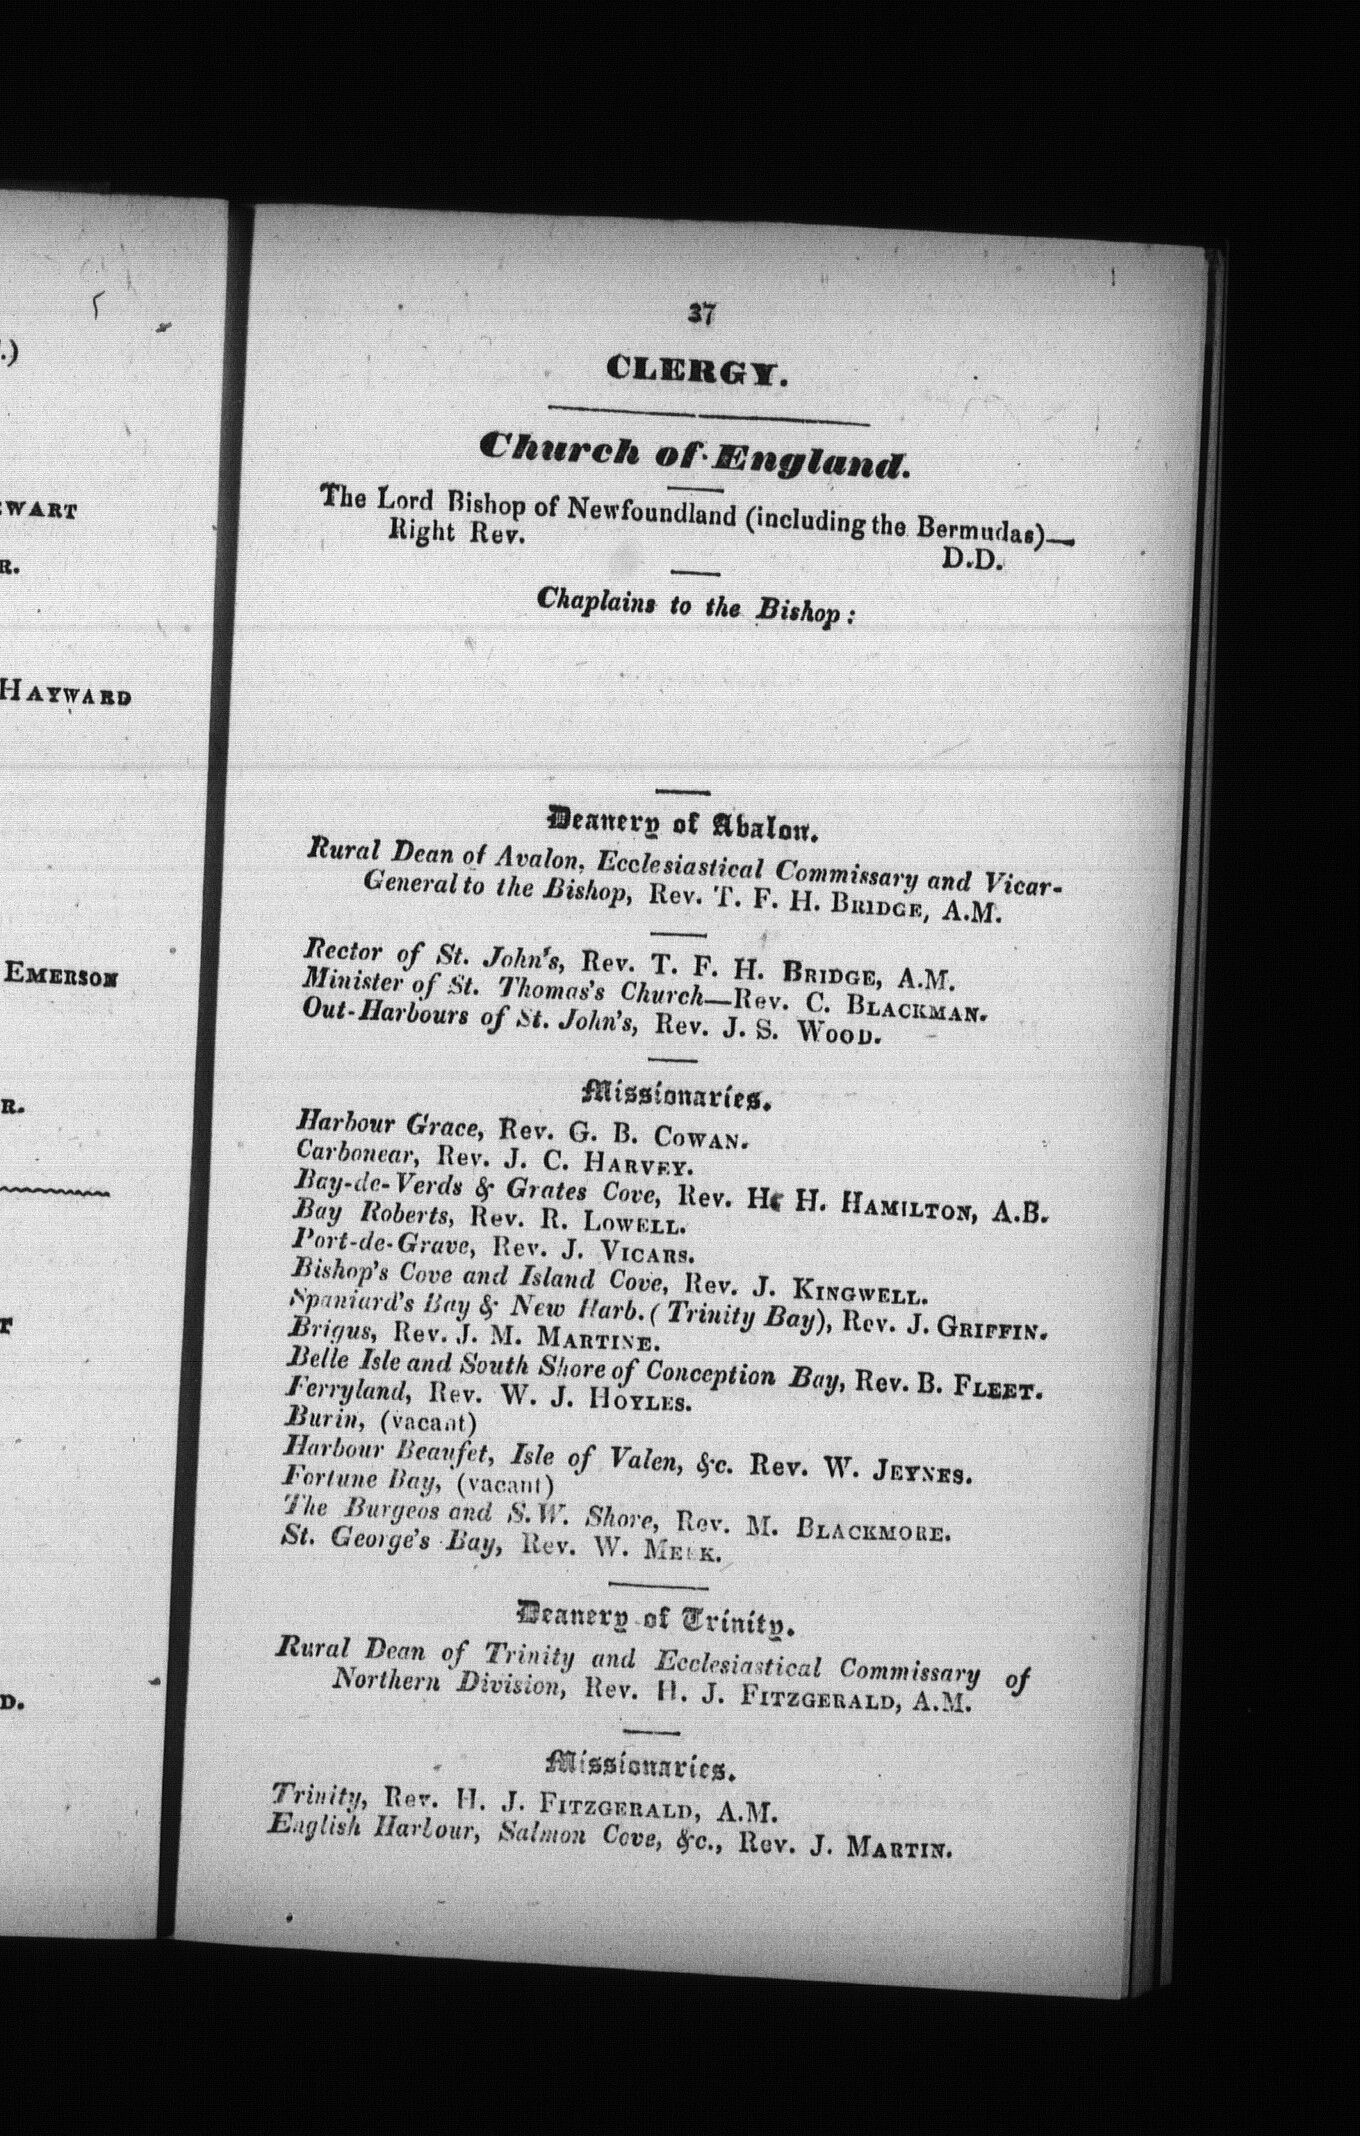 .)
WART
R.
HAYWARD
EMERSON
R.
D.
37
CLERGY.
Church of England.
The Lord Bishop of Newfoundland (including the Bermudas)—
Right Rev. D.D.
Chaplains to the Bishop:
Deanery of Abalon.
Rural Dean of Avalon, Ecclesiastical Commissary and Vicar-
General to the Bishop, Rev. T. F. H. BRIDGE, A.M.
Rector of St. John's, Rev. T. F. H. BRIDGE, A.M.
Minister of St. Thomas's Church—Rev. C. BLACKMAN.
Out-Harbours of St. John's, Rev. J. S. WOOD.
Missionaries.
Harbour Grace, Rev. G. B. COWAN.
Carbonear, Rev. J. C. HARVEY.
Bay-de-Verds & Grates Cove, Rev. H. H. HAMILTON, A.B.
Bay Roberts, Rev. R. LOWELL.
Port-de-Grave, Rev. J. VICARS.
Bishop's Cove and Island Cove, Rev. J. KINGWELL.
Spaniard's Bay & New Harb. (Trinity Bay), Rev. J. GRIFFIN.
Brigus, Rev. J. M. MARTINE.
Belle Isle and South Shore of Conception Bay, Rev. B. FLEET.
Ferryland, Rev. W. J. HOYLES.
Burin, (vacant)
Harbour Beaufet, Isle of Valen, &c. Rev. W. JEYNES.
Fortune Bay, (vacant)
The Burgeos and S.W. Shore, Rev. M. BLACKMORE.
St. George's Bay, Rev. W. MEEK.
Deanery of Trinity.
Rural Dean of Trinity and Ecclesiastical Commissary of
Northern Division, Rev. H. J. FITZGERALD, A.M.
Missionaries.
Trinity, Rev. H. J. FITZGERALD, A.M.
English Harbour, Salmon Cove, &c., Rev. J. MARTIN.